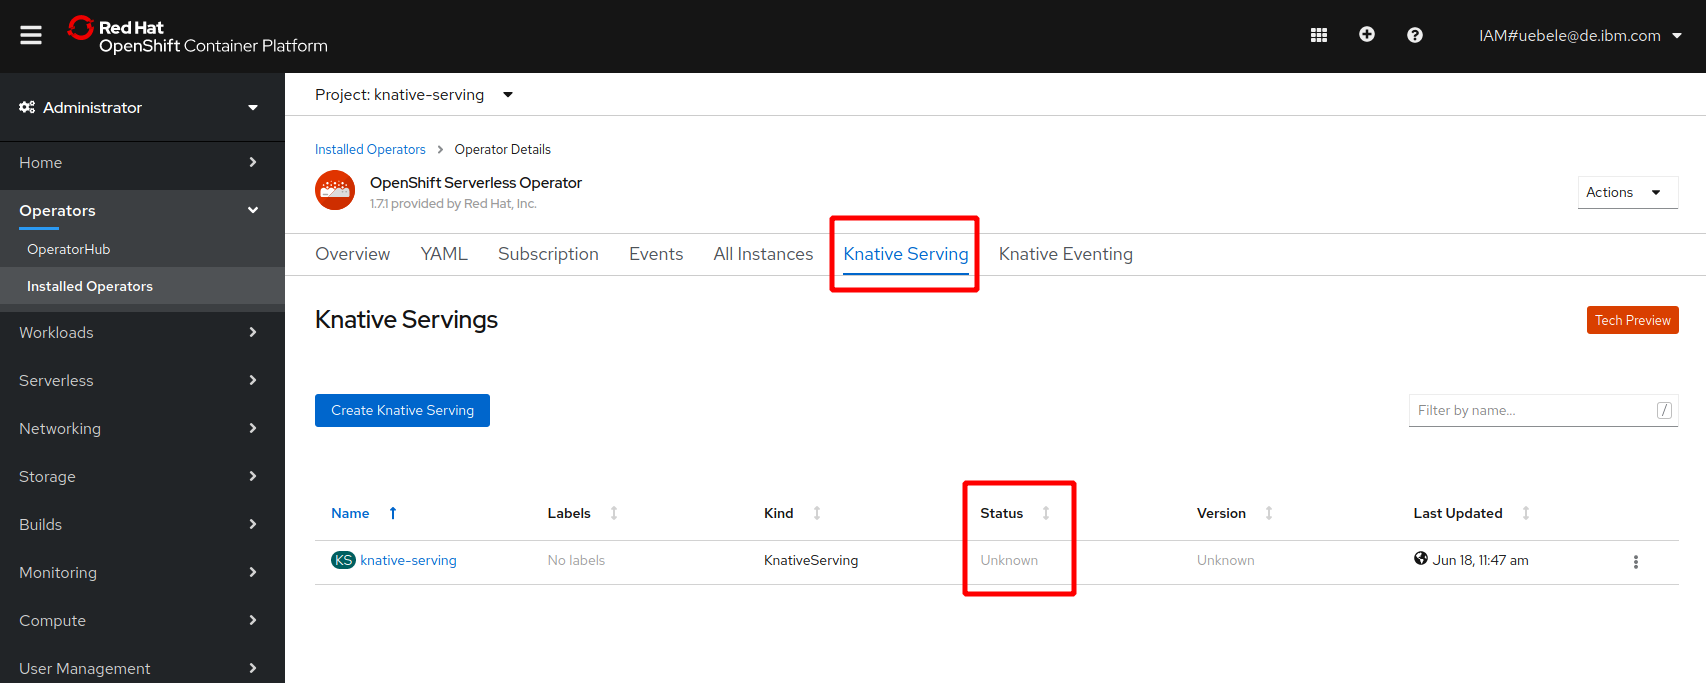 Red Hat
OpenShift Container Platform
IAM#uebele@de.ibm.com
Administrator
Home
Operators
OperatorHub
Installed Operators
Workloads
Serverless
Networking
Storage
Builds
Monitoring
Compute
User Management
Project: knative-serving
Installed Operators > Operator Details
OpenShift Serverless Operator
1.7.1 provided by Red Hat, Inc.
Actions
Overview YAML Subscription Events All Instances Knative Serving Knative Eventing
Knative Servings
Tech Preview
Create Knative Serving
Filter by name...
/
Name Labels Kind Status Version Last Updated
KS knative-serving No labels KnativeServing Unknown Unknown Jun 18, 11:47 am